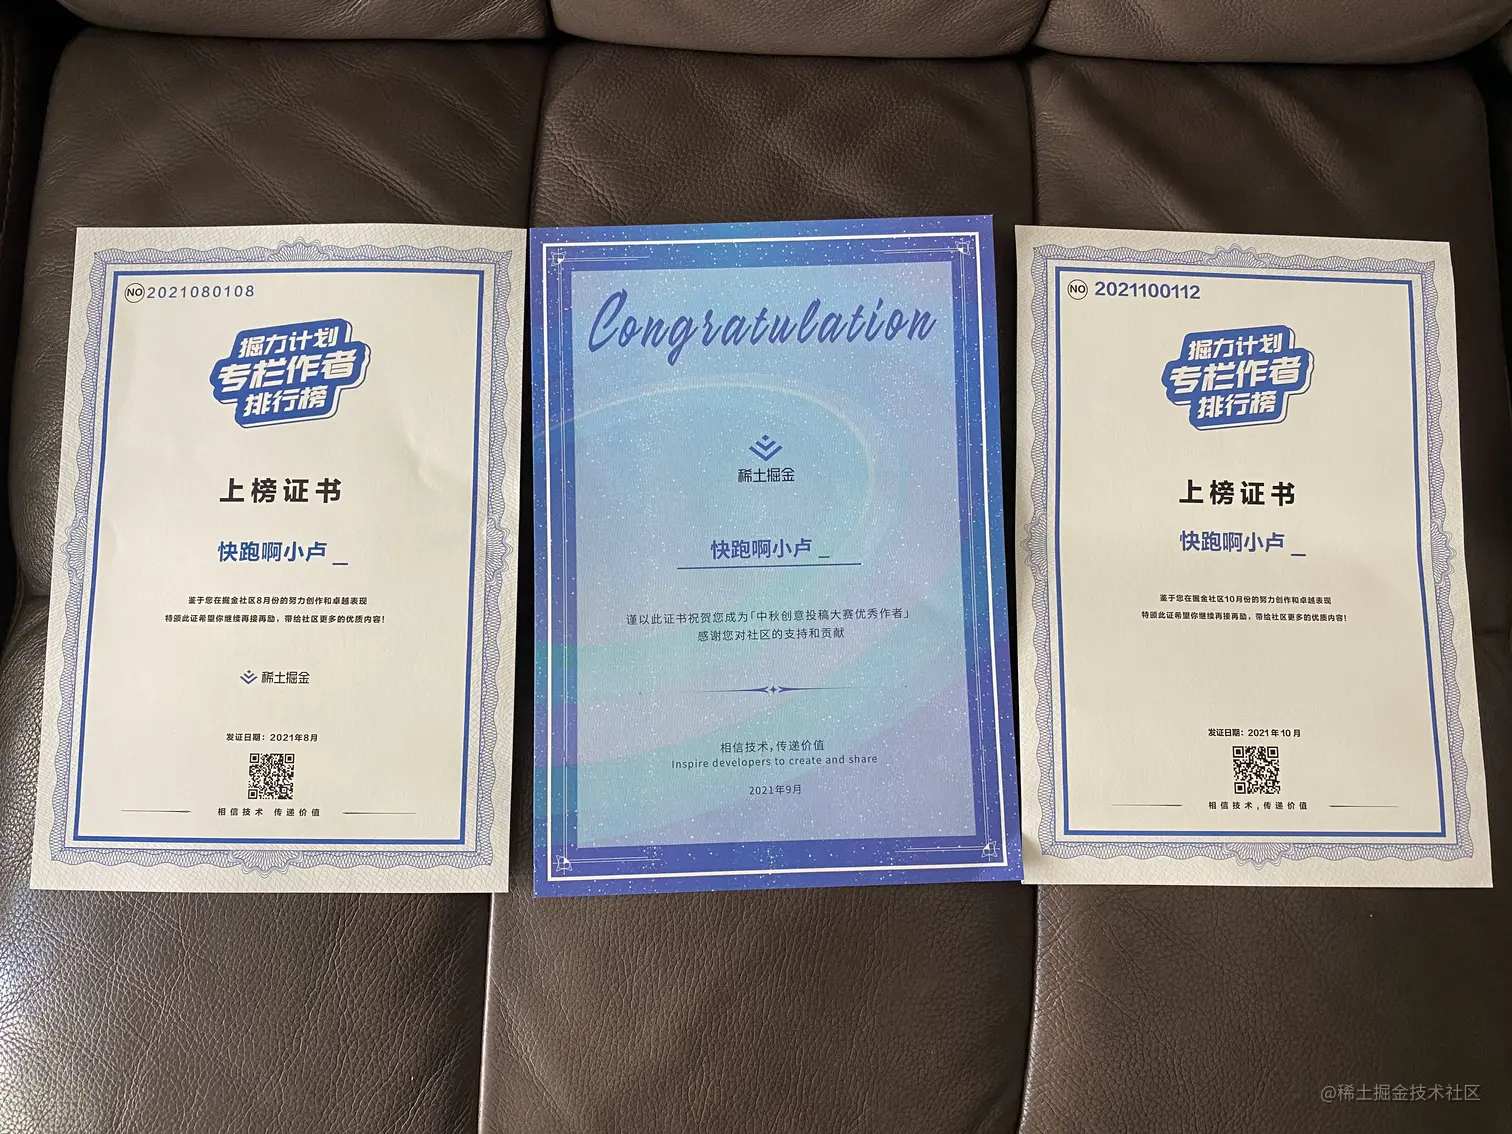 NO 2021080108
掘力计划
专栏作者
排行榜
上榜证书
快跑啊小卢_
鉴于您在掘金社区8月份的努力创作和卓越表现
特颁此证希望你继续再接再励，带给社区更多的优质内容！
稀土掘金
发证日期：2021年8月
相信技术 传递价值
Congratulation
稀土掘金
快跑啊小卢_
谨以此证书祝贺您成为「中秋创意投稿大赛优秀作者」
感谢您对社区的支持和贡献
相信技术，传递价值
Inspire developers to create and share
2021年9月
NO 2021100112
掘力计划
专栏作者
排行榜
上榜证书
快跑啊小卢_
鉴于您在掘金社区10月份的努力创作和卓越表现
特颁此证希望你继续再接再励，带给社区更多的优质内容！
发证日期：2021年10月
相信技术，传递价值
@稀土掘金技术社区